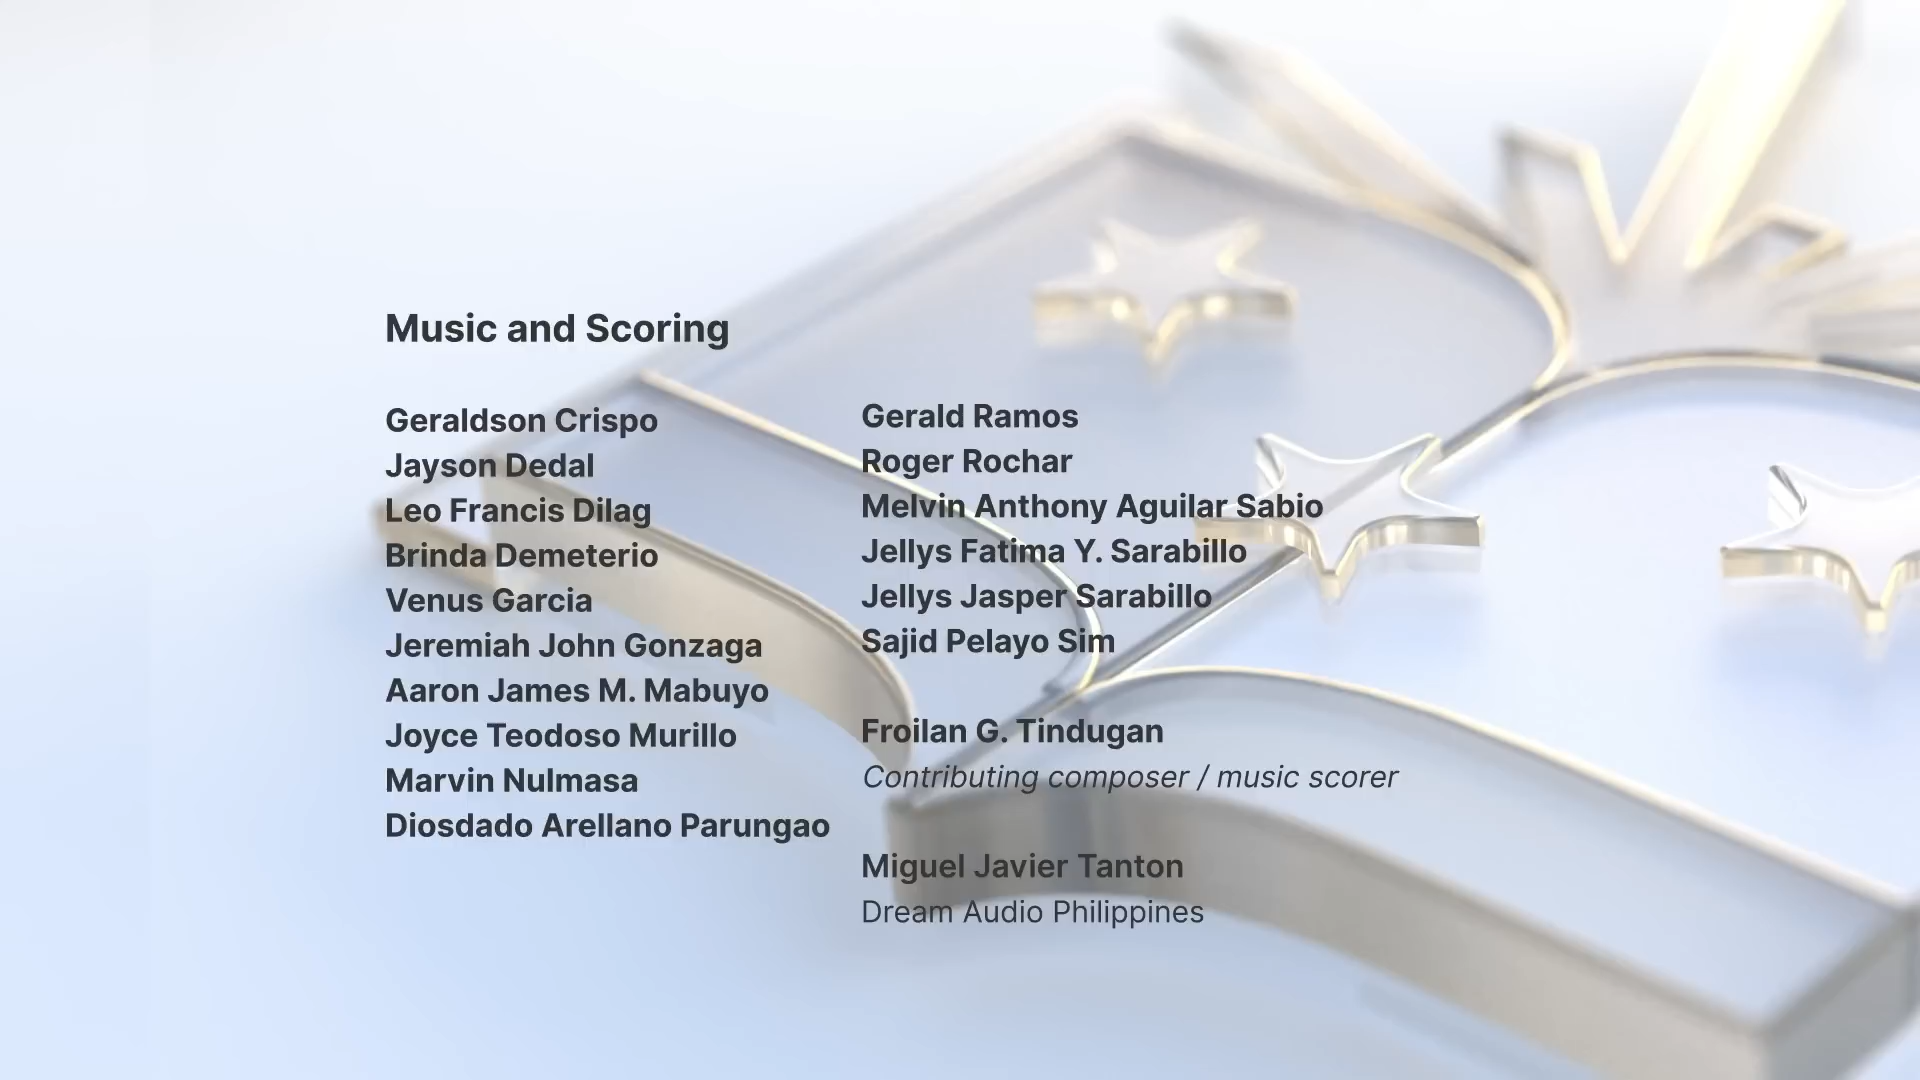 Music and Scoring
Geraldson Crispo
Jayson Dedal
Leo Francis Dilag
Brinda Demeterio
Venus Garcia
Jeremiah John Gonzaga
Aaron James M. Mabuyo
Joyce Teodoso Murillo
Marvin Nulmasa
Diosdado Arellano Parungao
Gerald Ramos
Roger Rochar
Melvin Anthony Aguilar Sabio
Jellys Fatima Y. Sarabillo
Jellys Jasper Sarabillo
Sajid Pelayo Sim
Froilan G. Tindugan
Contributing composer / music scorer
Miguel Javier Tanton
Dream Audio Philippines